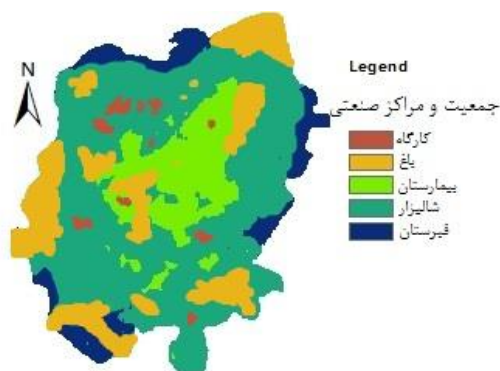 N
Legend
جمعیت و مراکز صنعتی
کارگاه
باغ
بیمارستان
شالیزار
قبرستان